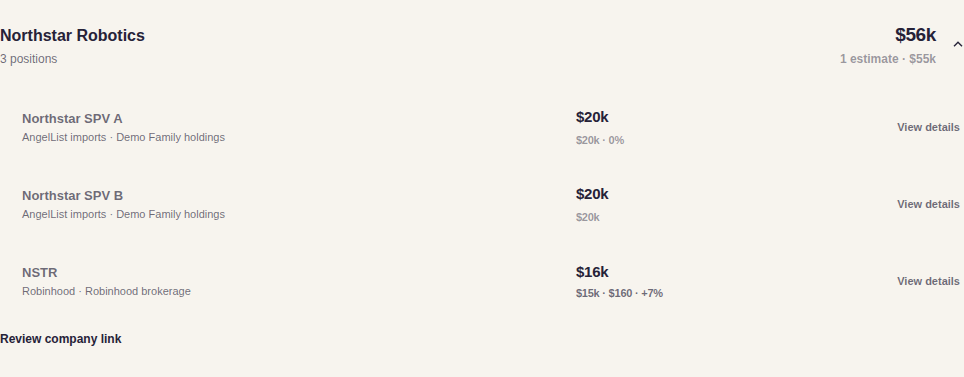 Northstar Robotics
$56k
3 positions
1 estimate · $55k
Northstar SPV A
$20k
AngelList imports · Demo Family holdings
$20k · 0%
View details
Northstar SPV B
$20k
AngelList imports · Demo Family holdings
$20k
View details
NSTR
$16k
Robinhood · Robinhood brokerage
$15k · $160 · +7%
View details
Review company link